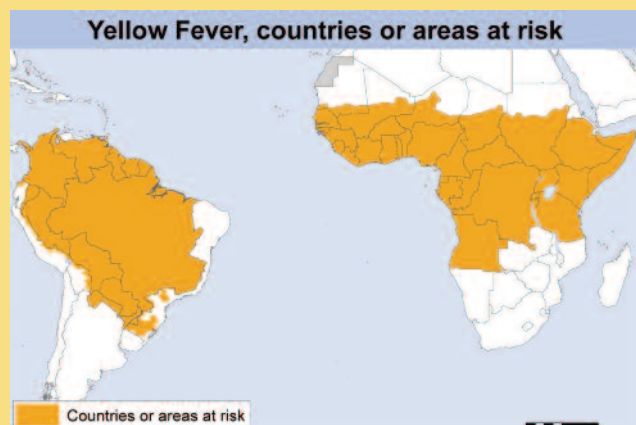 Yellow Fever, countries or areas at risk
Countries or areas at risk